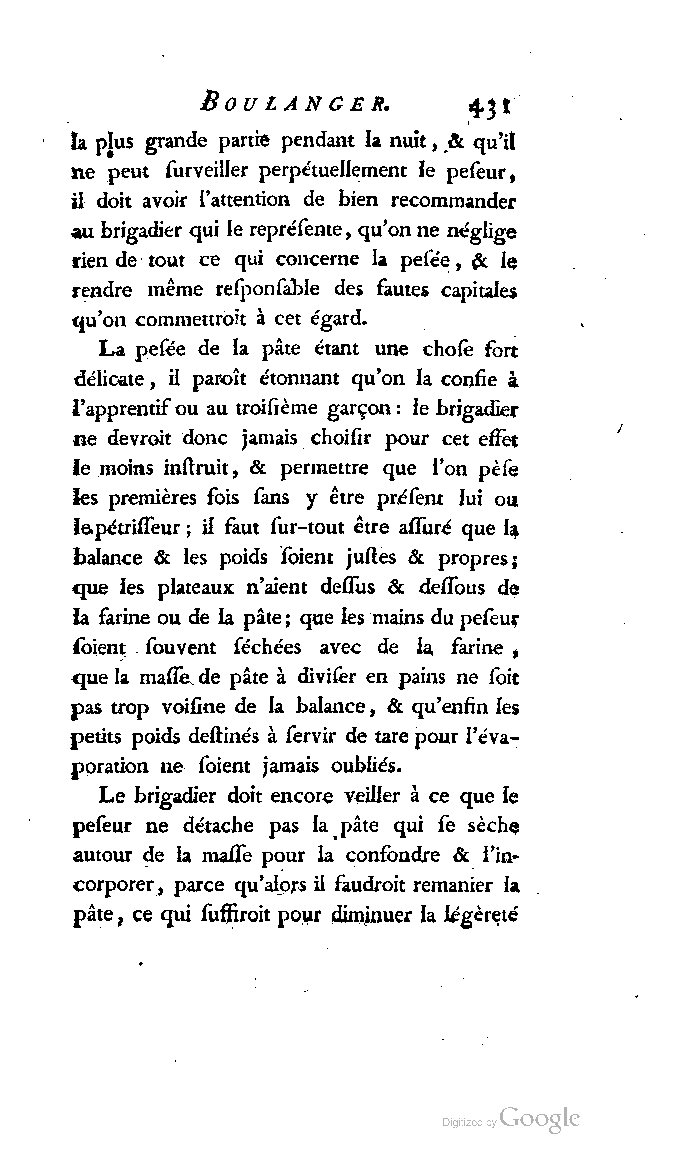 BOULANGER. 431
la plus grande partie pendant la nuit, & qu'il
ne peut ſurveiller perpétuellement le peſeur,
il doit avoir l'attention de bien recommander
au brigadier qui le repréſente, qu'on ne néglige
rien de tout ce qui concerne la peſée, & le
rendre même reſponſable des fautes capitales
qu'on commettroit à cet égard.
La peſée de la pâte étant une choſe fort
délicate, il paroît étonnant qu'on la confie à
l'apprentif ou au troiſième garçon: le brigadier
ne devroit donc jamais choiſir pour cet effet
le moins inſtruit, & permettre que l'on pèſe
les premières fois ſans y être préſent lui ou
le pétriſſeur; il faut ſur-tout être aſſuré que la
balance & les poids ſoient juſtes & propres;
que les plateaux n'aient deſſus & deſſous de
la farine ou de la pâte; que les mains du peſeur
ſoient ſouvent ſéchées avec de la farine,
que la maſſe de pâte à diviſer en pains ne ſoit
pas trop voiſine de la balance, & qu'enfin les
petits poids deſtinés à ſervir de tare pour l'éva-
poration ne ſoient jamais oubliés.
Le brigadier doit encore veiller à ce que le
peſeur ne détache pas la pâte qui ſe sèche
autour de la maſſe pour la confondre & l'in-
corporer, parce qu'alors il faudroit remanier la
pâte, ce qui ſuffiroit pour diminuer la légèreté
Digitized by Google